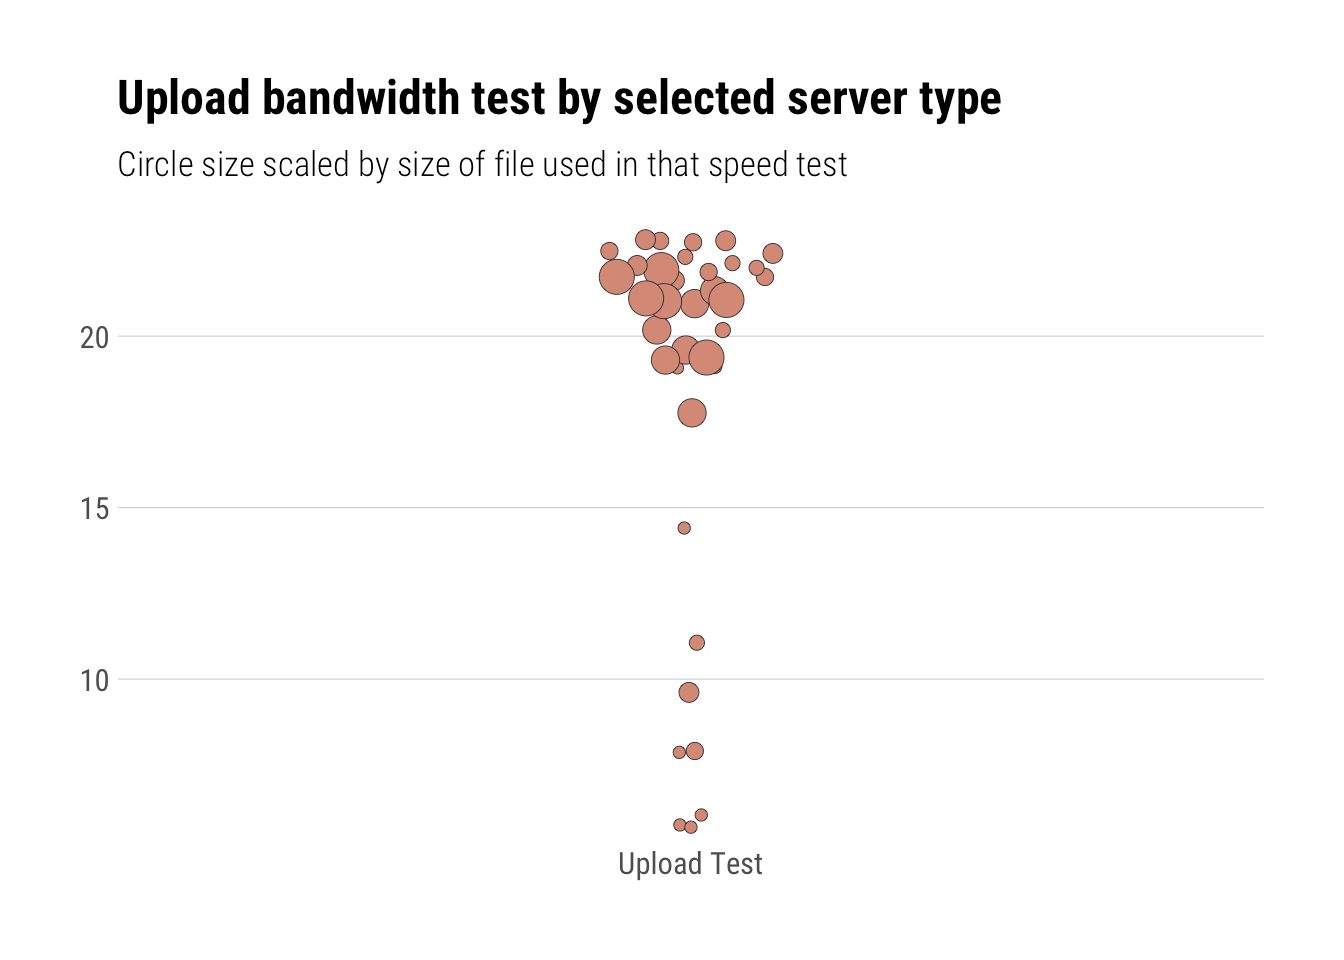 Upload bandwidth test by selected server type
Circle size scaled by size of file used in that speed test
20
15
10
Upload Test